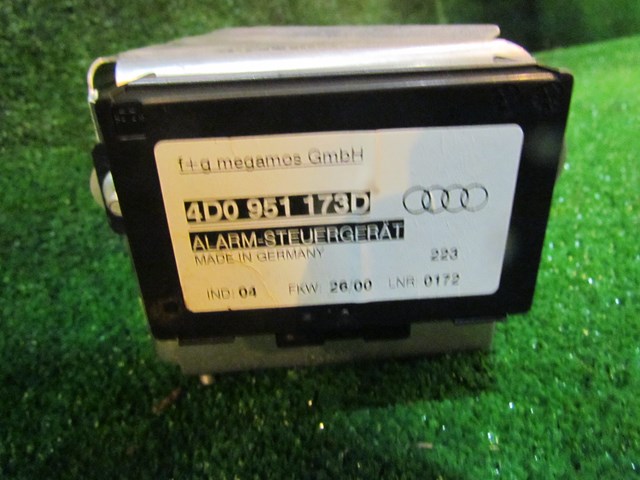 f+g megamos GmbH
4D0 951 173D
ALARM-STEUERGERÄT
MADE IN GERMANY
223
IND: 04 FKW: 26/00 LNR: 0172